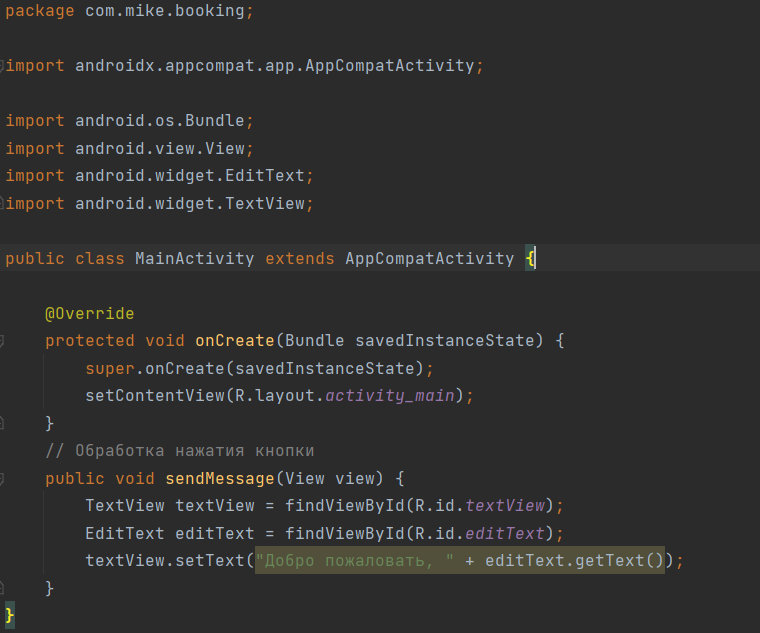 package com.mike.booking;
import androidx.appcompat.app.AppCompatActivity;
import android.os.Bundle;
import android.view.View;
import android.widget.EditText;
import android.widget.TextView;
public class MainActivity extends AppCompatActivity {
@Override
protected void onCreate(Bundle savedInstanceState) {
super.onCreate(savedInstanceState);
setContentView(R.layout.activity_main);
}
// Обработка нажатия кнопки
public void sendMessage(View view) {
TextView textView = findViewById(R.id.textView);
EditText editText = findViewById(R.id.editText);
textView.setText("Добро пожаловать, " + editText.getText());
}
}